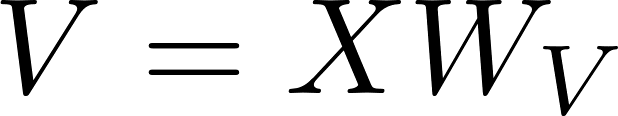 V = XW_V